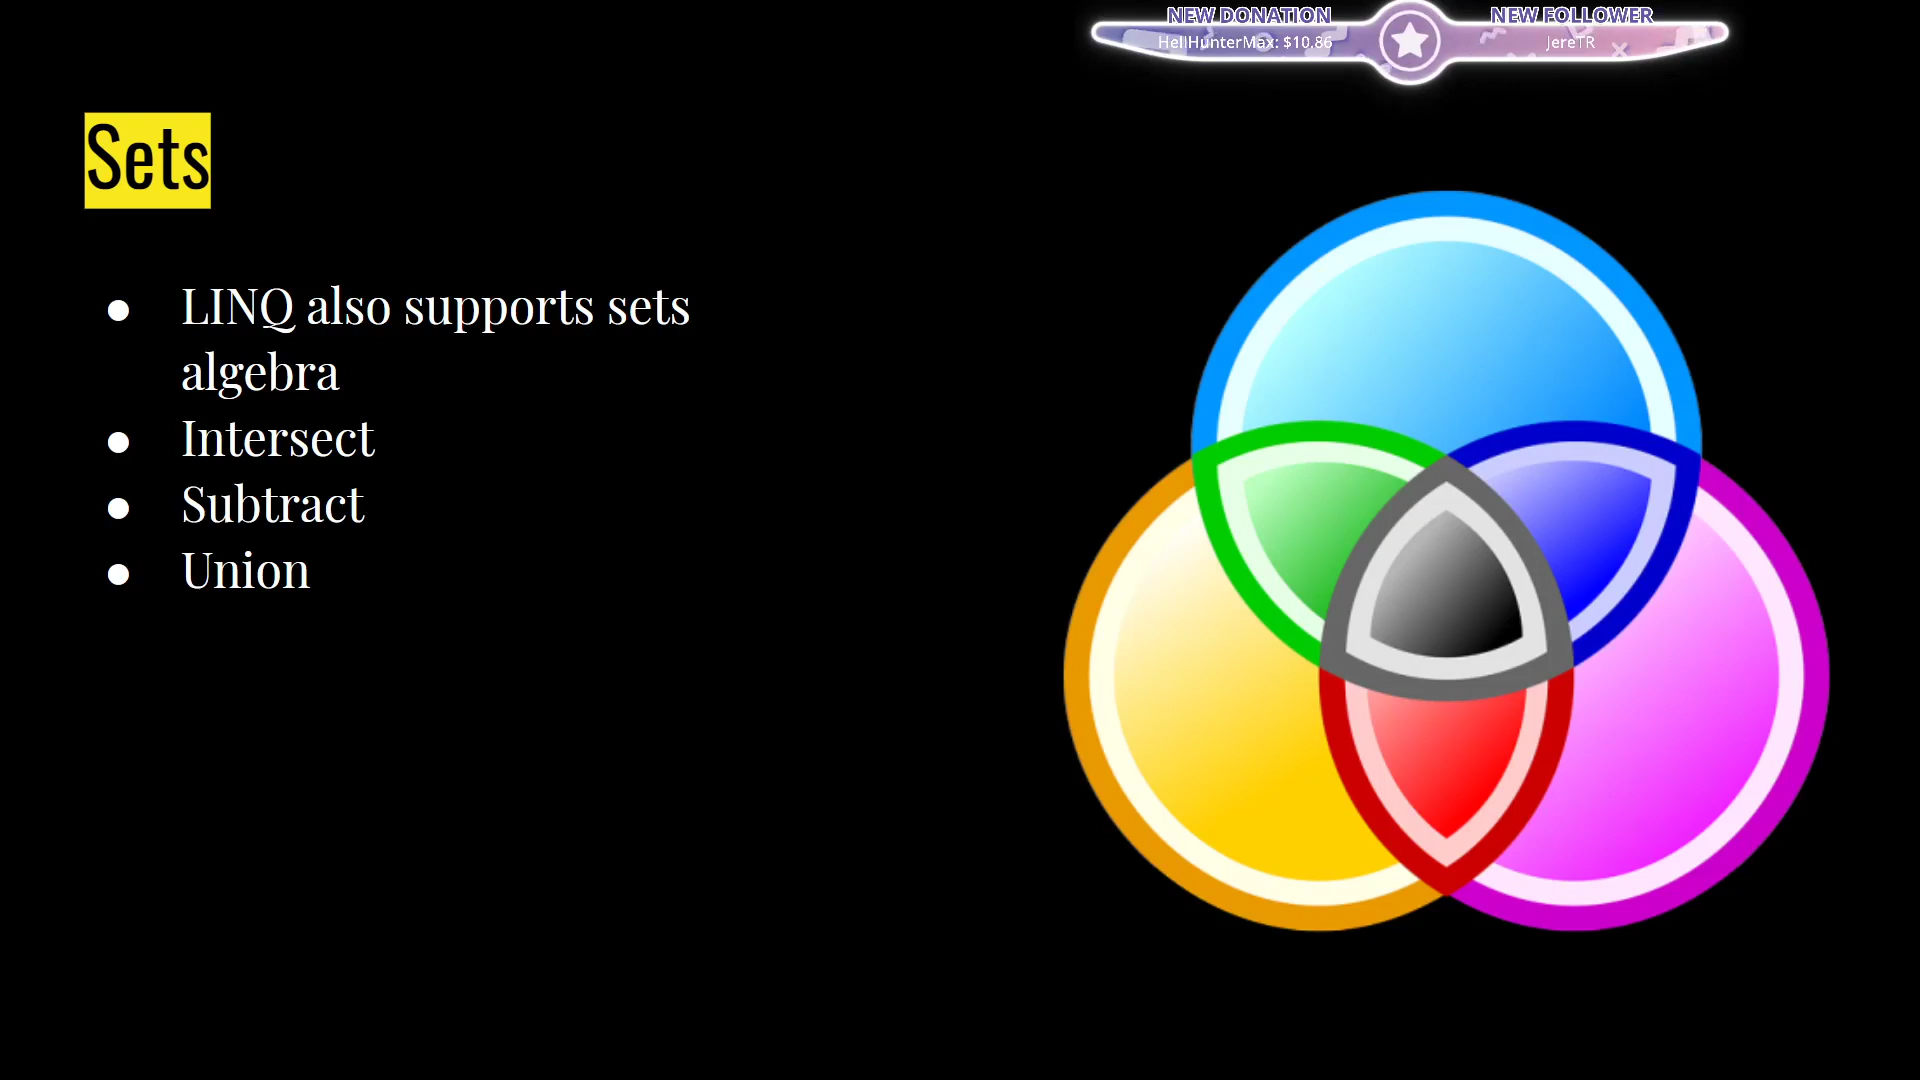 NEW DONATION
HellHunterMax: $10.86
NEW FOLLOWER
JereTR
Sets
● LINQ also supports sets
algebra
● Intersect
● Subtract
● Union